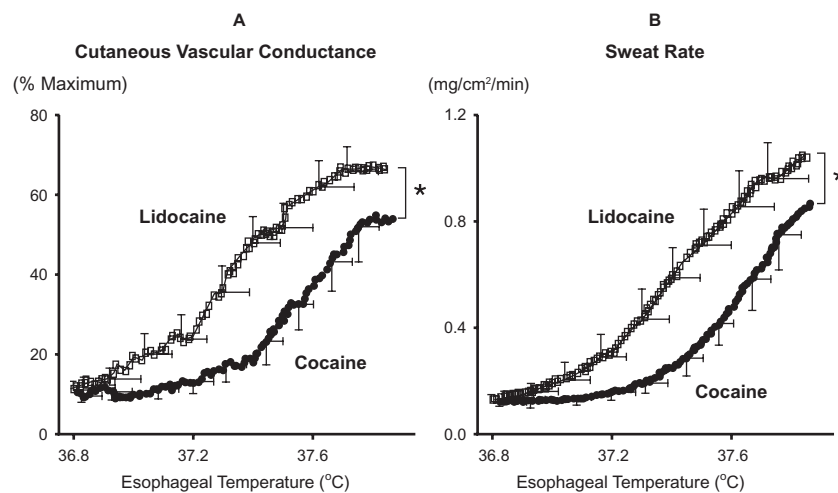 A
Cutaneous Vascular Conductance
(% Maximum)
80
60
40
20
0
Lidocaine
Cocaine
*
36.8 37.2 37.6
Esophageal Temperature (°C)
B
Sweat Rate
(mg/cm²/min)
1.2
1.0
0.8
0.4
0.0
Lidocaine
Cocaine
*
36.8 37.2 37.6
Esophageal Temperature (°C)